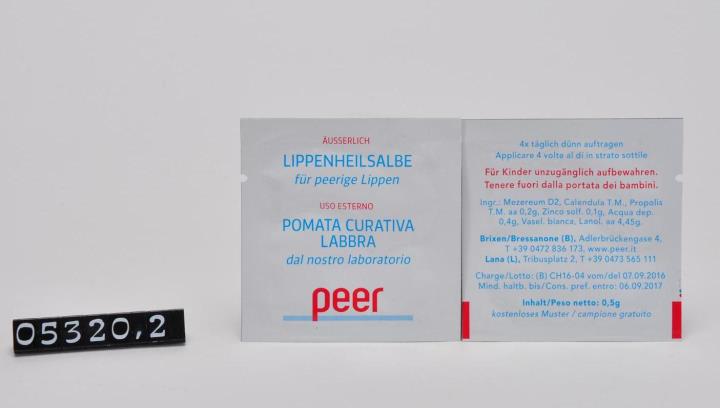 05320,2
ÄUSSERLICH
LIPPENHEILSALBE
für peerige Lippen
USO ESTERNO
POMATA CURATIVA
LABBRA
dal nostro laboratorio
peer
4x täglich dünn auftragen
Applicare 4 volta al di in strato sottile
Für Kinder unzugänglich aufbewahren.
Tenere fuori dalla portata dei bambini.
Ingr.: Mezereum D2, Calendula T.M., Propolis
T.M. aa 0,2g, Zinco solf. 0,1g, Acqua dep.
0,4g, Vasel. bianca, Lanol. aa 4,45g.
Brixen/Bressanone (B), Adlerbrückengase 4,
T +39 0472 836 173, www.peer.it
Lana (L), Tribusplatz 2, T +39 0473 565 111
Charge/Lotto: (B) CH16-04 vom/del 07.09.2016
Mind. haltb. bis/Cons. pref. entro: 06.09.2017
Inhalt/Peso netto: 0,5g
kostenloses Muster / campione gratuito